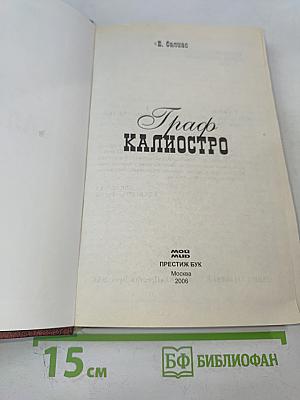 Е. Салиас
Граф
КАЛИОСТРО
мой
мир
ПРЕСТИЖ БУК
Москва
2006
15 см
БФ БИБЛИОФАН